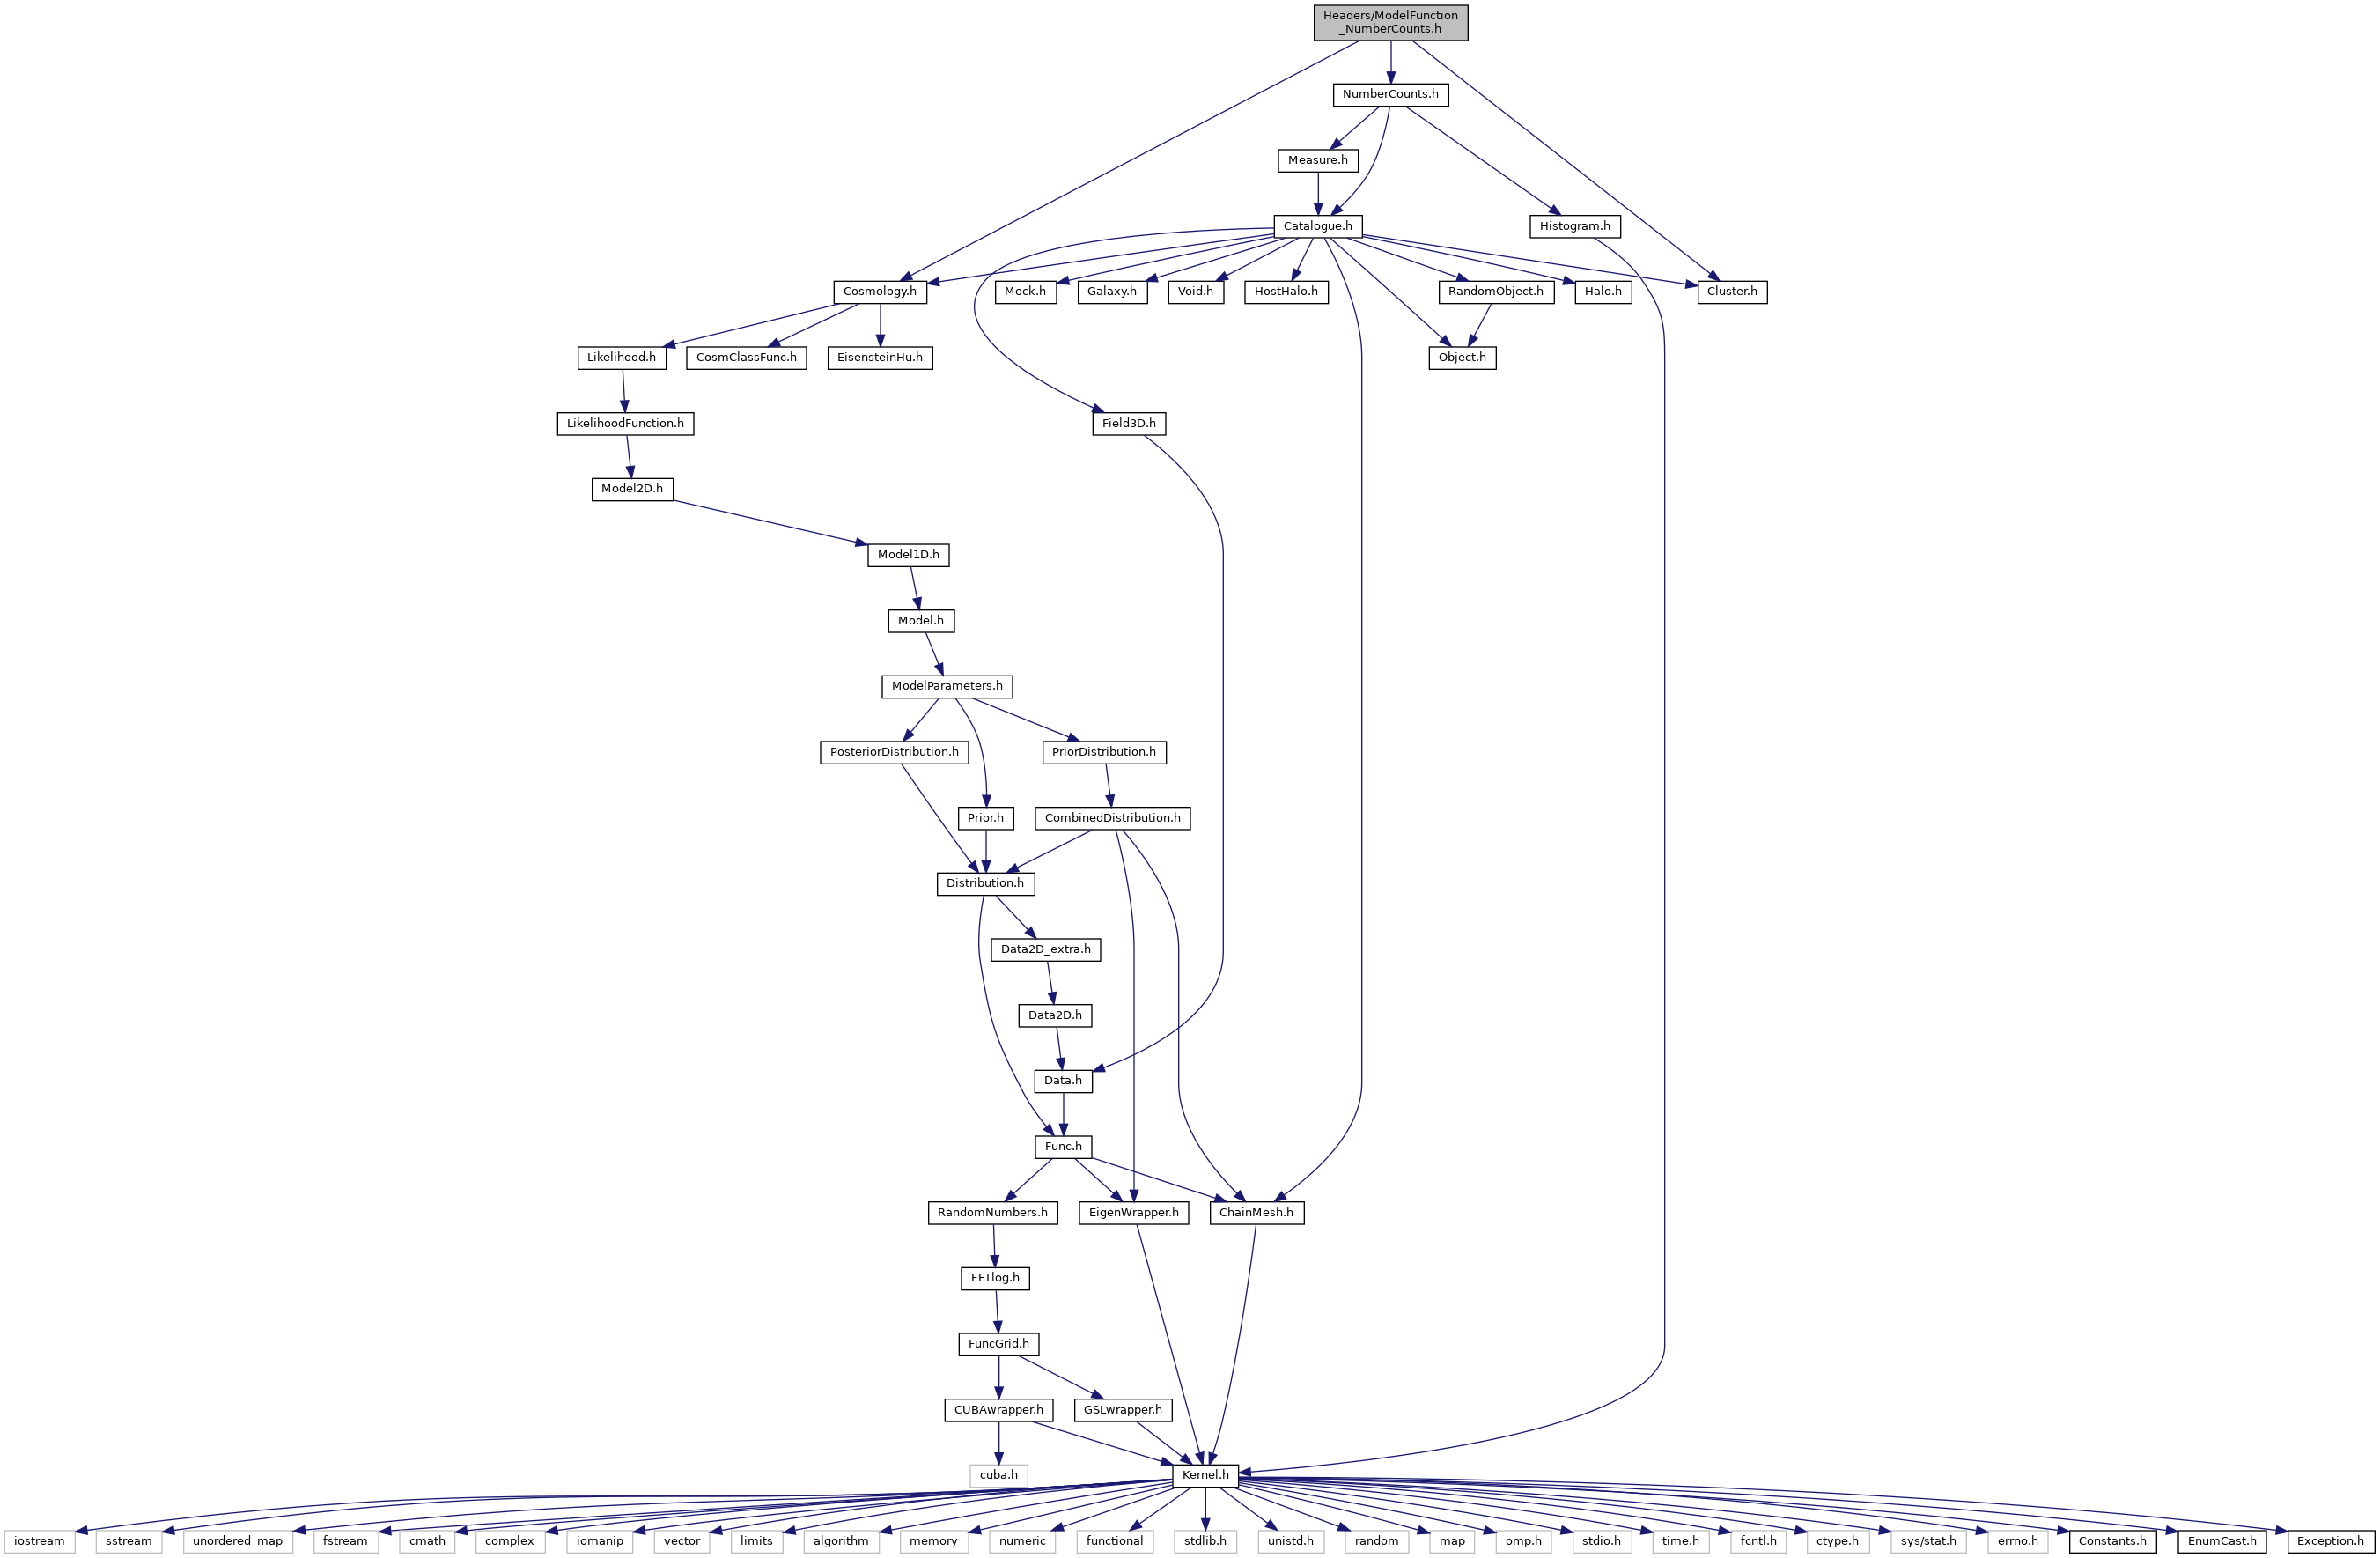 Headers/ModelFunction
_NumberCounts.h
NumberCounts.h
Measure.h
Catalogue.h
Histogram.h
Cosmology.h
Mock.h
Galaxy.h
Void.h
HostHalo.h
RandomObject.h
Halo.h
Cluster.h
Likelihood.h
CosmClassFunc.h
EisensteinHu.h
Object.h
LikelihoodFunction.h
Field3D.h
Model2D.h
Model1D.h
Model.h
ModelParameters.h
PosteriorDistribution.h
PriorDistribution.h
Prior.h
CombinedDistribution.h
Distribution.h
Data2D_extra.h
Data2D.h
Data.h
Func.h
RandomNumbers.h
EigenWrapper.h
ChainMesh.h
FFTlog.h
FuncGrid.h
CUBAwrapper.h
GSLwrapper.h
cuba.h
Kernel.h
iostream
sstream
unordered_map
fstream
cmath
complex
iomanip
vector
limits
algorithm
memory
numeric
functional
stdlib.h
unistd.h
random
map
omp.h
stdio.h
time.h
fcntl.h
ctype.h
sys/stat.h
errno.h
Constants.h
EnumCast.h
Exception.h